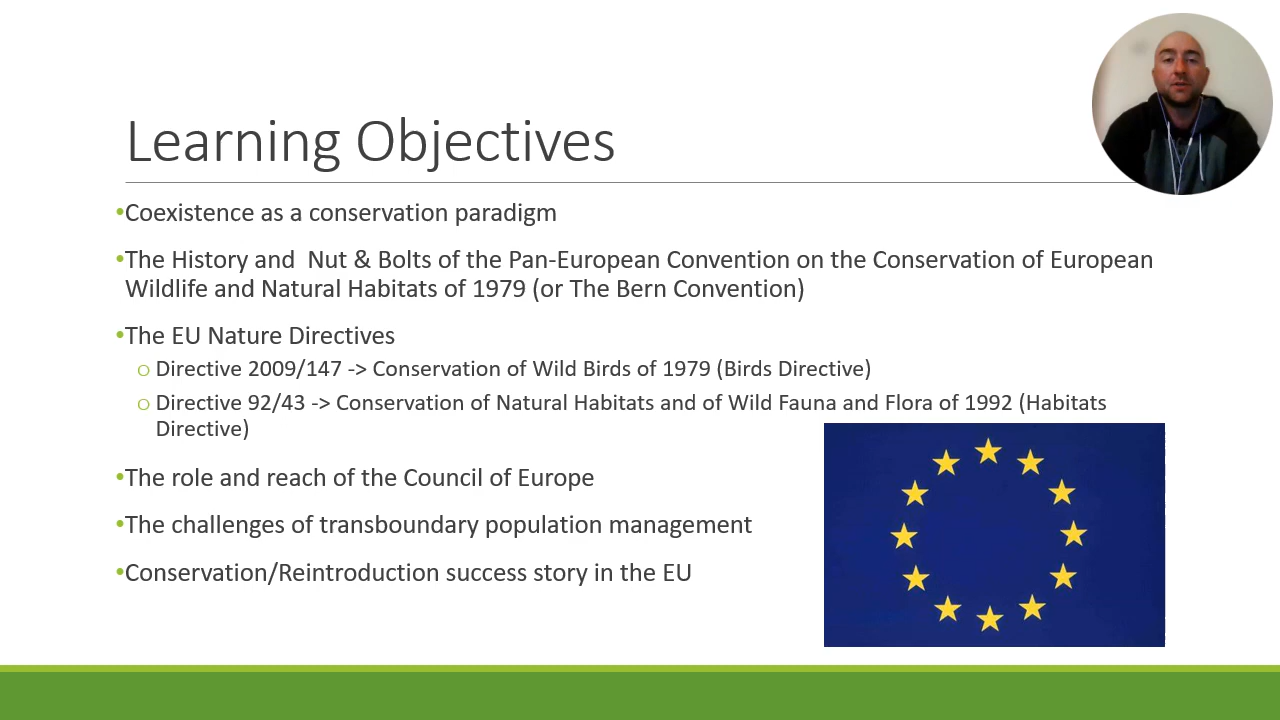 Learning Objectives
•Coexistence as a conservation paradigm
•The History and  Nut & Bolts of the Pan-European Convention on the Conservation of European
Wildlife and Natural Habitats of 1979 (or The Bern Convention)
•The EU Nature Directives
o Directive 2009/147 -> Conservation of Wild Birds of 1979 (Birds Directive)
o Directive 92/43 -> Conservation of Natural Habitats and of Wild Fauna and Flora of 1992 (Habitats
Directive)
•The role and reach of the Council of Europe
•The challenges of transboundary population management
•Conservation/Reintroduction success story in the EU